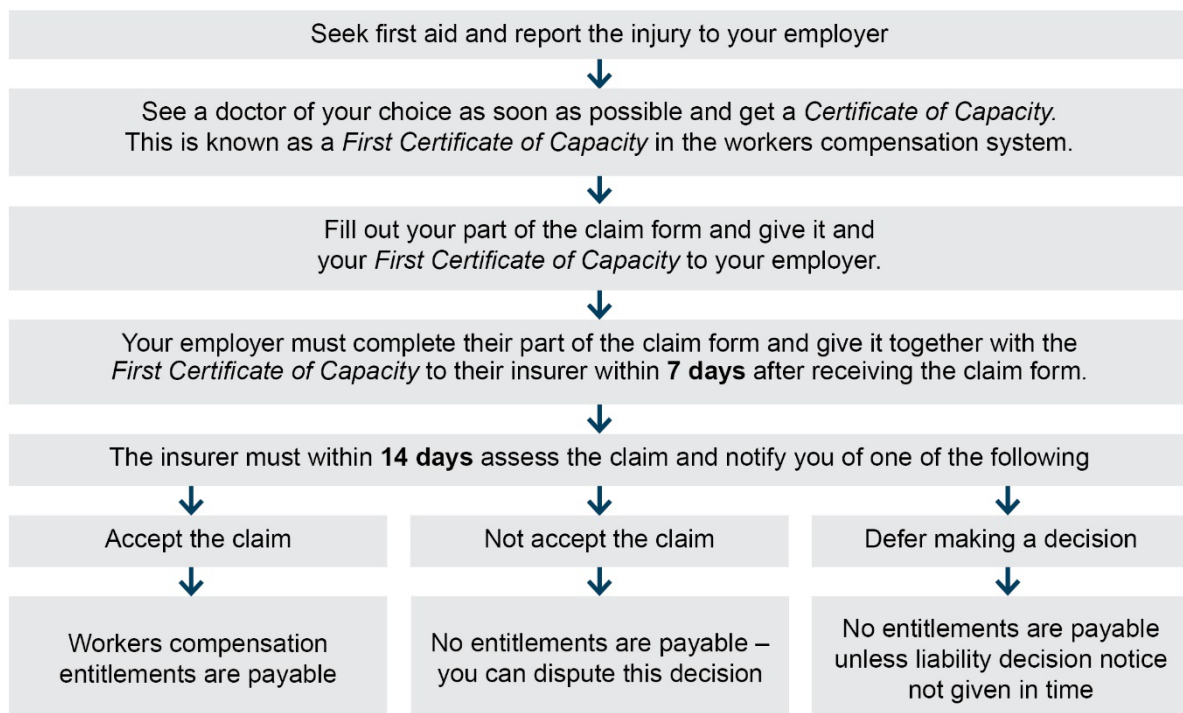 Seek first aid and report the injury to your employer
See a doctor of your choice as soon as possible and get a Certificate of Capacity.
This is known as a First Certificate of Capacity in the workers compensation system.
Fill out your part of the claim form and give it and
your First Certificate of Capacity to your employer.
Your employer must complete their part of the claim form and give it together with the
First Certificate of Capacity to their insurer within 7 days after receiving the claim form.
The insurer must within 14 days assess the claim and notify you of one of the following
Accept the claim
Not accept the claim
Defer making a decision
Workers compensation
entitlements are payable
No entitlements are payable –
you can dispute this decision
No entitlements are payable
unless liability decision notice
not given in time